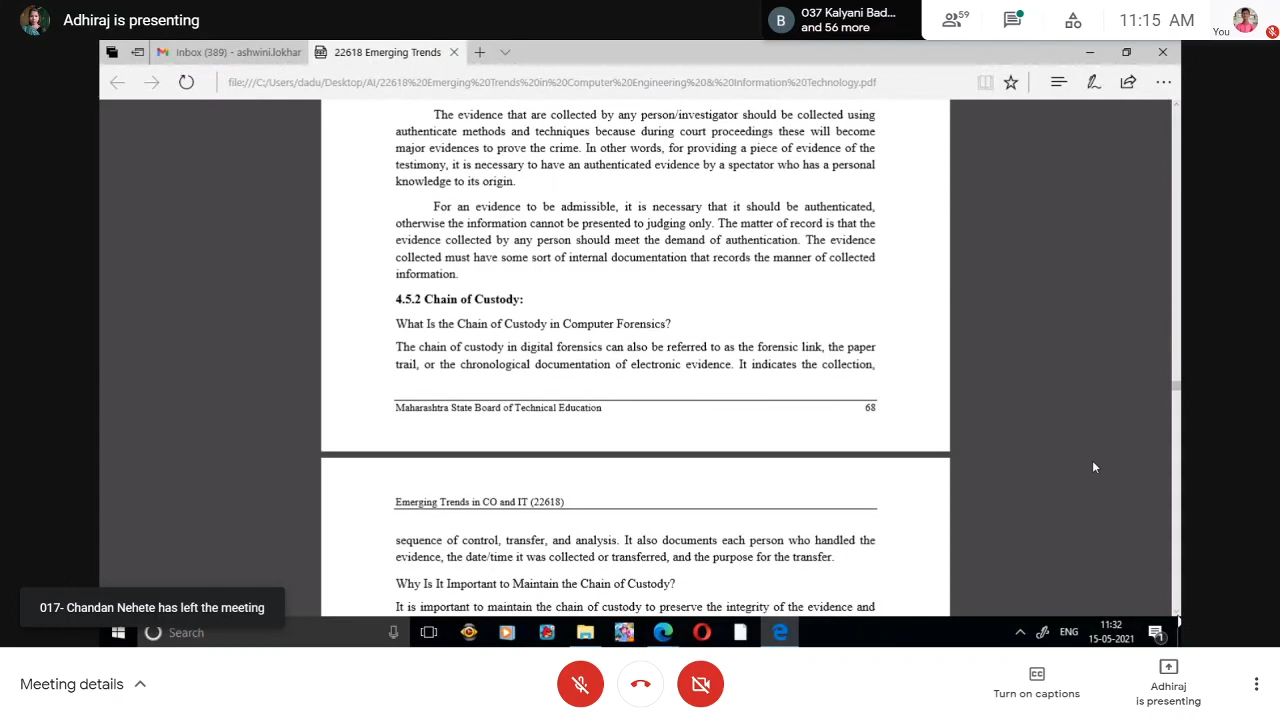 Adhiraj is presenting
B
037 Kalyani Bad...
and 56 more
59
11:15 AM
You
Inbox (389) - ashwini.lokhar
22618 Emerging Trends
file:///C:/Users/dadu/Desktop/AI/22618%20Emerging%20Trends%20in%20Computer%20Engineering%20&%20Information%20Technology.pdf
The evidence that are collected by any person/investigator should be collected using
authenticate methods and techniques because during court proceedings these will become
major evidences to prove the crime. In other words, for providing a piece of evidence of the
testimony, it is necessary to have an authenticated evidence by a spectator who has a personal
knowledge to its origin.
For an evidence to be admissible, it is necessary that it should be authenticated,
otherwise the information cannot be presented to judging only. The matter of record is that the
evidence collected by any person should meet the demand of authentication. The evidence
collected must have some sort of internal documentation that records the manner of collected
information.
4.5.2 Chain of Custody:
What Is the Chain of Custody in Computer Forensics?
The chain of custody in digital forensics can also be referred to as the forensic link, the paper
trail, or the chronological documentation of electronic evidence. It indicates the collection,
Maharashtra State Board of Technical Education 68
Emerging Trends in CO and IT (22618)
sequence of control, transfer, and analysis. It also documents each person who handled the
evidence, the date/time it was collected or transferred, and the purpose for the transfer.
Why Is It Important to Maintain the Chain of Custody?
It is important to maintain the chain of custody to preserve the integrity of the evidence and
017- Chandan Nehete has left the meeting
Search
ENG
11:32
15-05-2021
1
Meeting details
CC
Turn on captions
Adhiraj
is presenting